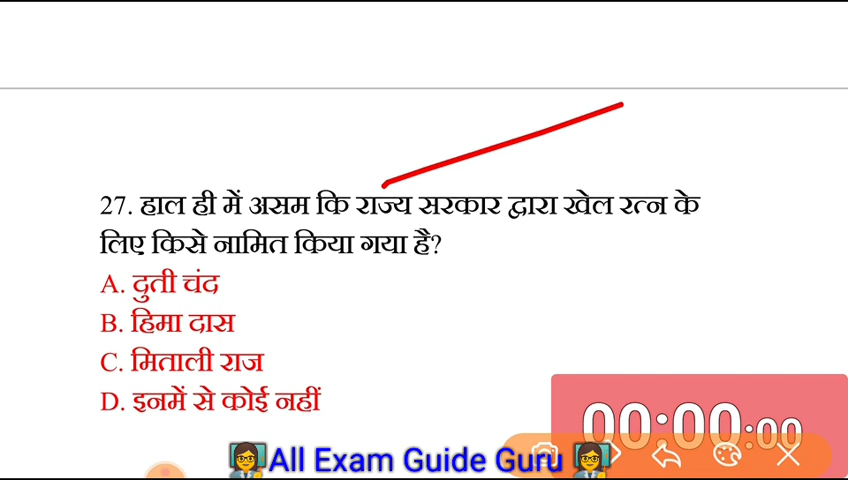 27. हाल ही में असम कि राज्य सरकार द्वारा खेल रत्न के
लिए किसे नामित किया गया है?
A. दुती चंद
B. हिमा दास
C. मिताली राज
D. इनमें से कोई नहीं
00:00:00
All Exam Guide Guru